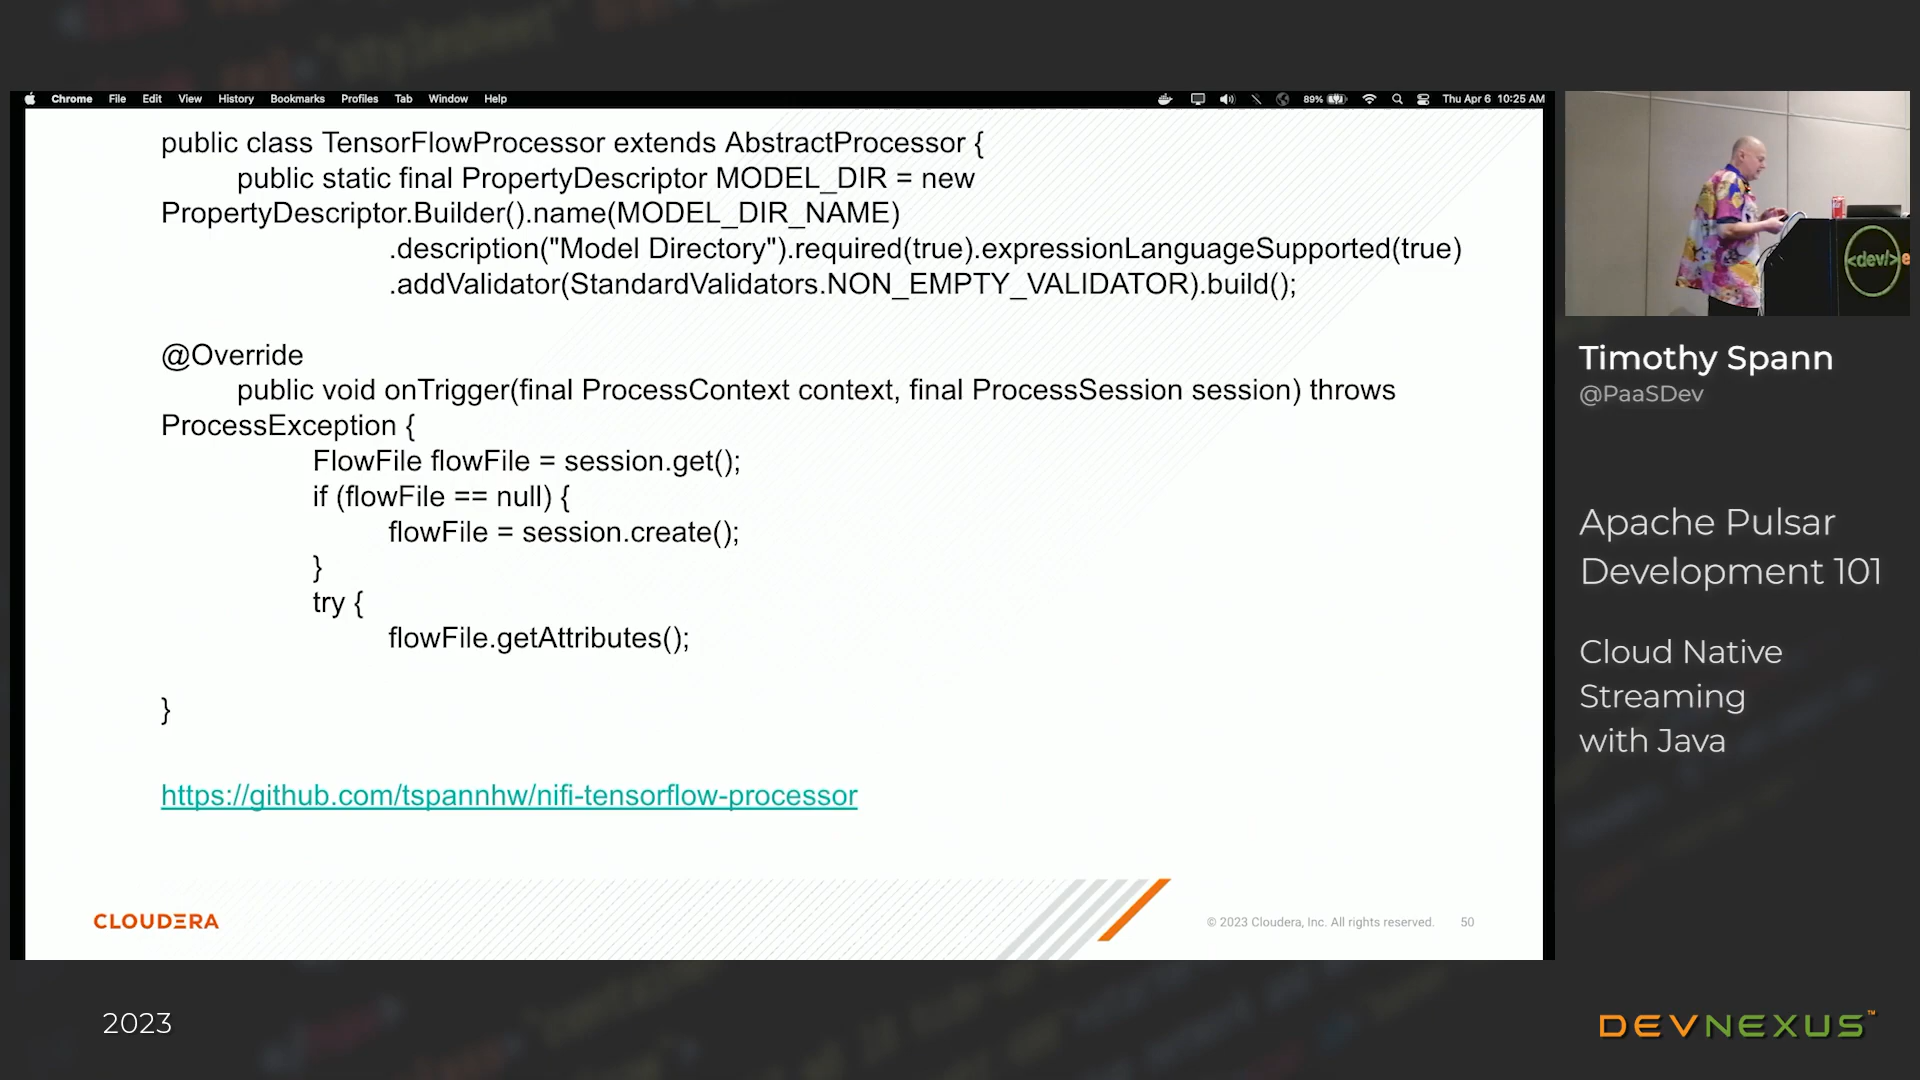 Chrome File Edit View History Bookmarks Profiles Tab Window Help
89% Thu Apr 6 10:25 AM
public class TensorFlowProcessor extends AbstractProcessor {
public static final PropertyDescriptor MODEL_DIR = new
PropertyDescriptor.Builder().name(MODEL_DIR_NAME)
.description("Model Directory").required(true).expressionLanguageSupported(true)
.addValidator(StandardValidators.NON_EMPTY_VALIDATOR).build();
@Override
public void onTrigger(final ProcessContext context, final ProcessSession session) throws
ProcessException {
FlowFile flowFile = session.get();
if (flowFile == null) {
flowFile = session.create();
}
try {
flowFile.getAttributes();
}
https://github.com/tspannhw/nifi-tensorflow-processor
CLOUDERA
© 2023 Cloudera, Inc. All rights reserved. 50
<dev/>
Timothy Spann
@PaaSDev
Apache Pulsar
Development 101
Cloud Native
Streaming
with Java
2023
DEVNEXUS™